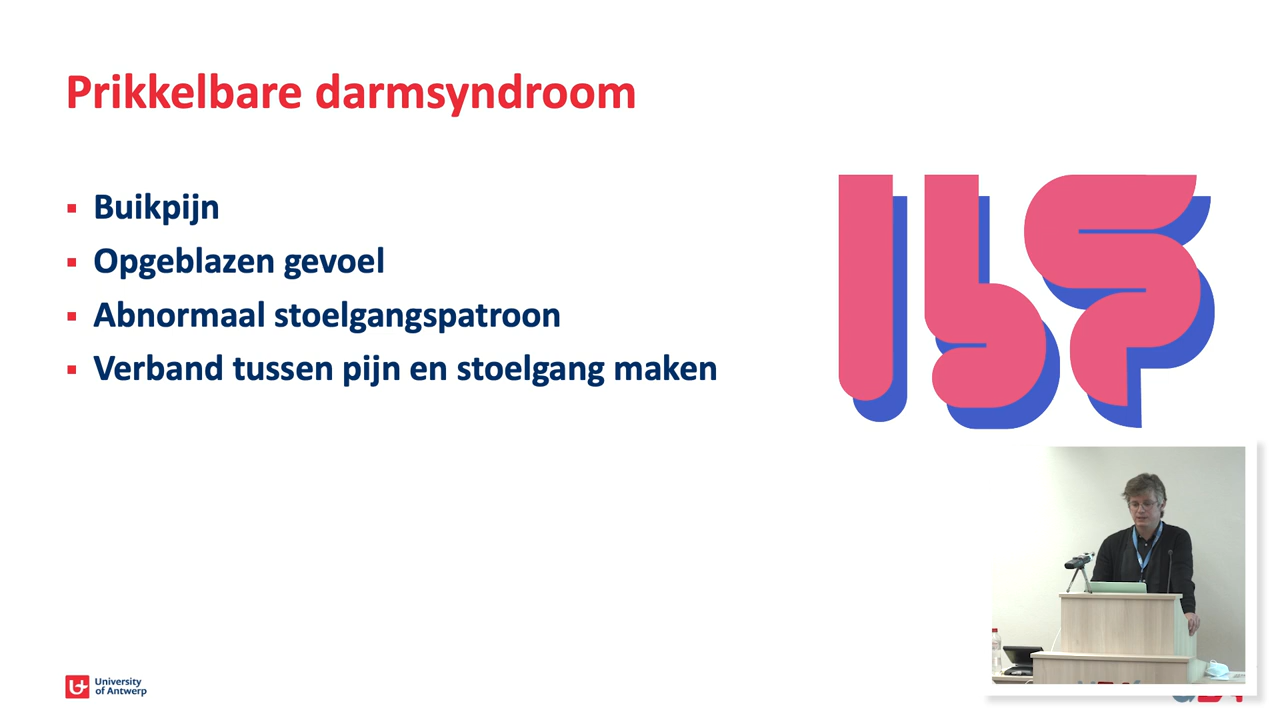 Prikkelbare darmsyndroom
Buikpijn
Opgeblazen gevoel
Abnormaal stoelgangspatroon
Verband tussen pijn en stoelgang maken
IbS
University
of Antwerp